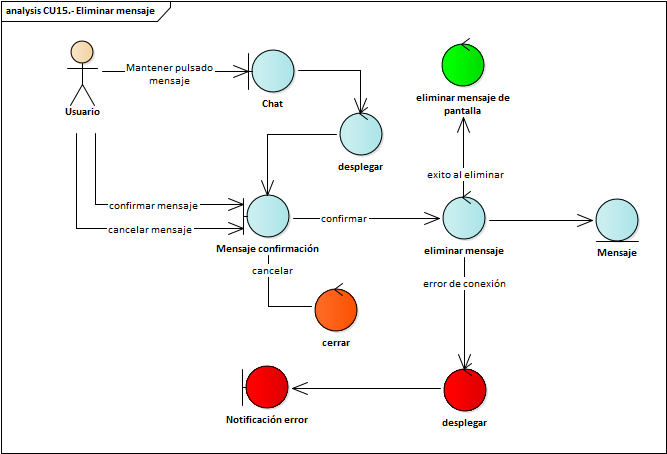 analysis CU15.- Eliminar mensaje
Usuario
Mantener pulsado
mensaje
Chat
eliminar mensaje de
pantalla
desplegar
exito al eliminar
confirmar mensaje
cancelar mensaje
Mensaje confirmación
confirmar
eliminar mensaje
Mensaje
cancelar
error de conexión
cerrar
Notificación error
desplegar